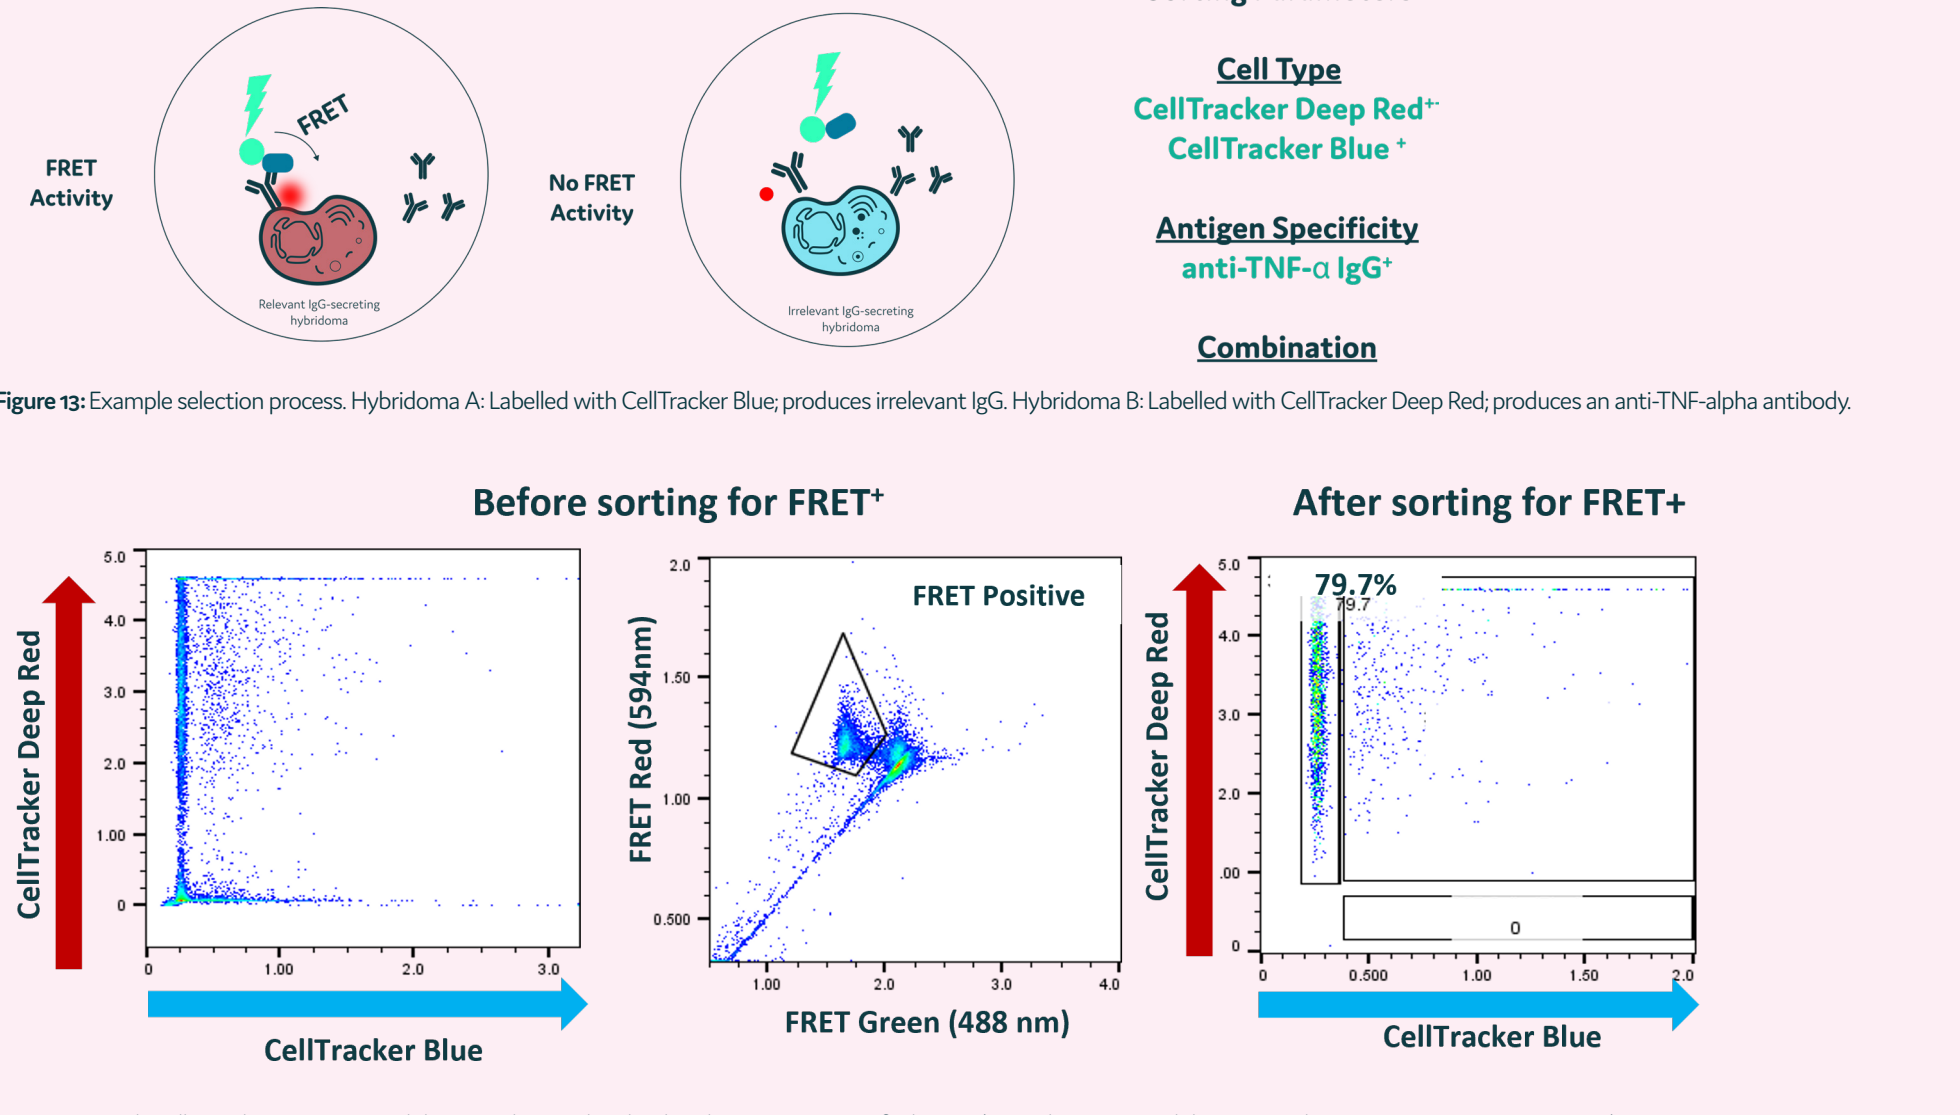 FRET
Activity
FRET
Relevant IgG-secreting
hybridoma
No FRET
Activity
Irrelevant IgG-secreting
hybridoma
Cell Type
CellTracker Deep Red+-
CellTracker Blue +
Antigen Specificity
anti-TNF-α IgG+
Combination
Figure 13: Example selection process. Hybridoma A: Labelled with CellTracker Blue; produces irrelevant IgG. Hybridoma B: Labelled with CellTracker Deep Red; produces an anti-TNF-alpha antibody.
Before sorting for FRET+
After sorting for FRET+
CellTracker Deep Red
5.0
4.0
3.0
2.0
1.00
0
0 1.00 2.0 3.0
CellTracker Blue
FRET Red (594nm)
2.0
1.50
1.00
0.500
FRET Positive
1.00 2.0 3.0 4.0
FRET Green (488 nm)
CellTracker Deep Red
5.0
4.0
3.0
2.0
.00
0
79.7%
79.7
0
0 0.500 1.00 1.50 2.0
CellTracker Blue